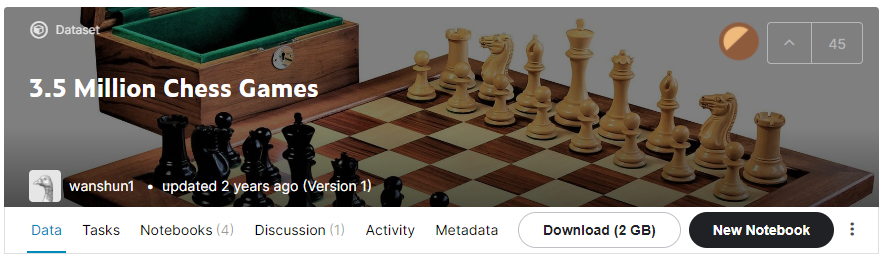 Dataset
45
3.5 Million Chess Games
wanshun1 • updated 2 years ago (Version 1)
Data Tasks Notebooks (4) Discussion (1) Activity Metadata Download (2 GB) New Notebook